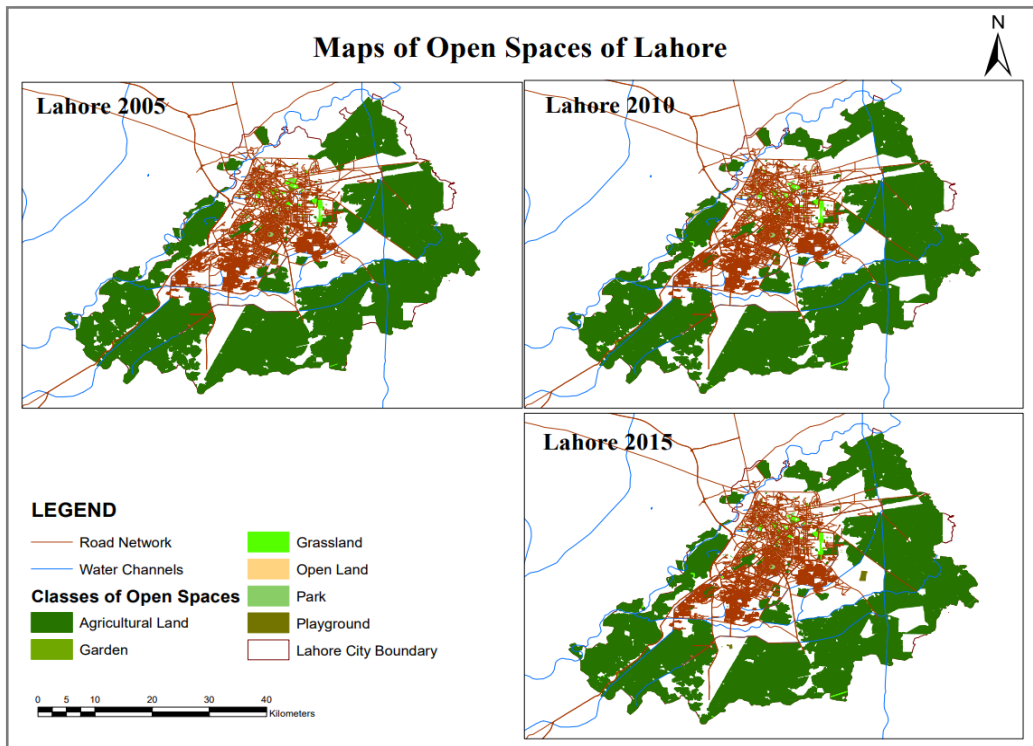 Maps of Open Spaces of Lahore
N
Lahore 2005
Lahore 2010
Lahore 2015
LEGEND
Road Network
Water Channels
Classes of Open Spaces
Agricultural Land
Garden
Grassland
Open Land
Park
Playground
Lahore City Boundary
0 5 10 20 30 40
Kilometers